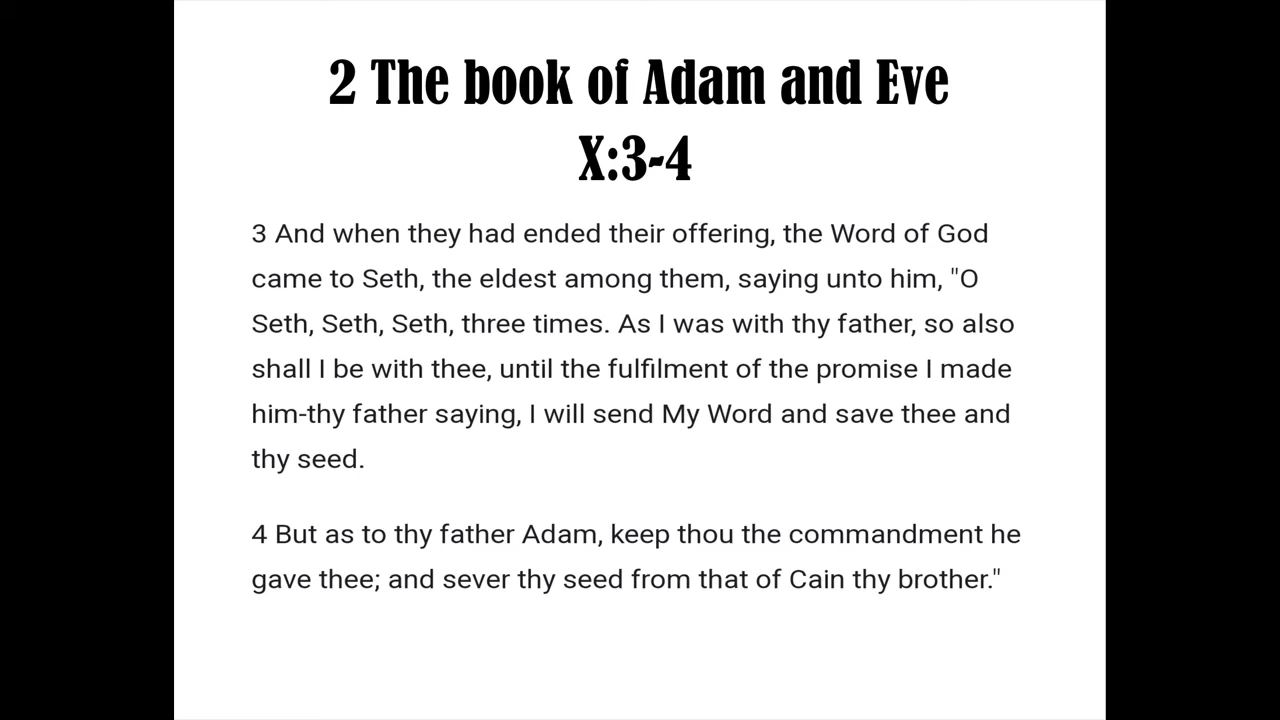 2 The book of Adam and Eve
X:3-4
3 And when they had ended their offering, the Word of God
came to Seth, the eldest among them, saying unto him, "O
Seth, Seth, Seth, three times. As I was with thy father, so also
shall I be with thee, until the fulfilment of the promise I made
him-thy father saying, I will send My Word and save thee and
thy seed.
4 But as to thy father Adam, keep thou the commandment he
gave thee; and sever thy seed from that of Cain thy brother."